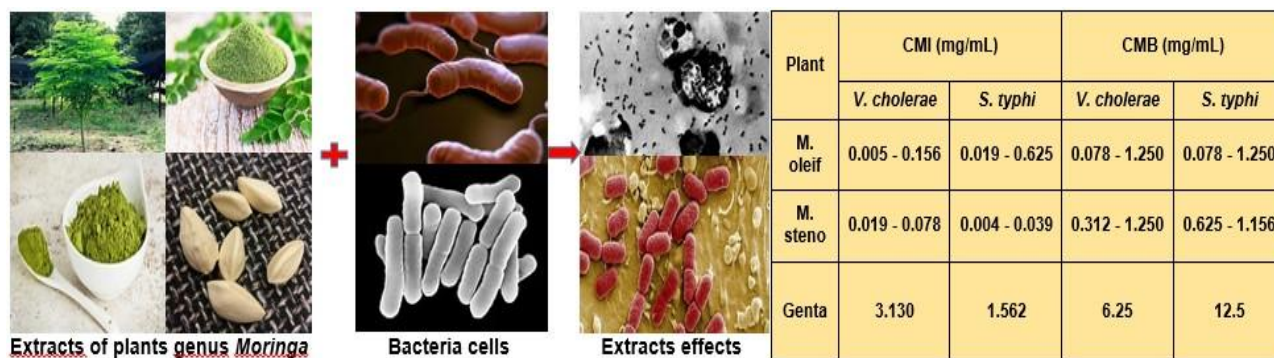 Extracts of plants genus Moringa
Bacteria cells
Extracts effects
Plant CMI (mg/mL) CMB (mg/mL)
V. cholerae S. typhi V. cholerae S. typhi
M. oleif 0.005 - 0.156 0.019 - 0.625 0.078 - 1.250 0.078 - 1.250
M. steno 0.019 - 0.078 0.004 - 0.039 0.312 - 1.250 0.625 - 1.156
Genta 3.130 1.562 6.25 12.5